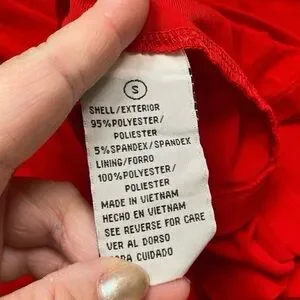 S
SHELL/EXTERIOR
95%POLYESTER/
POLIESTER
5%SPANDEX/SPANDEX
LINING/FORRO
100%POLYESTER/
POLIESTER
MADE IN VIETNAM
HECHO EN VIETNAM
SEE REVERSE FOR CARE
VER AL DORSO
CUIDADO